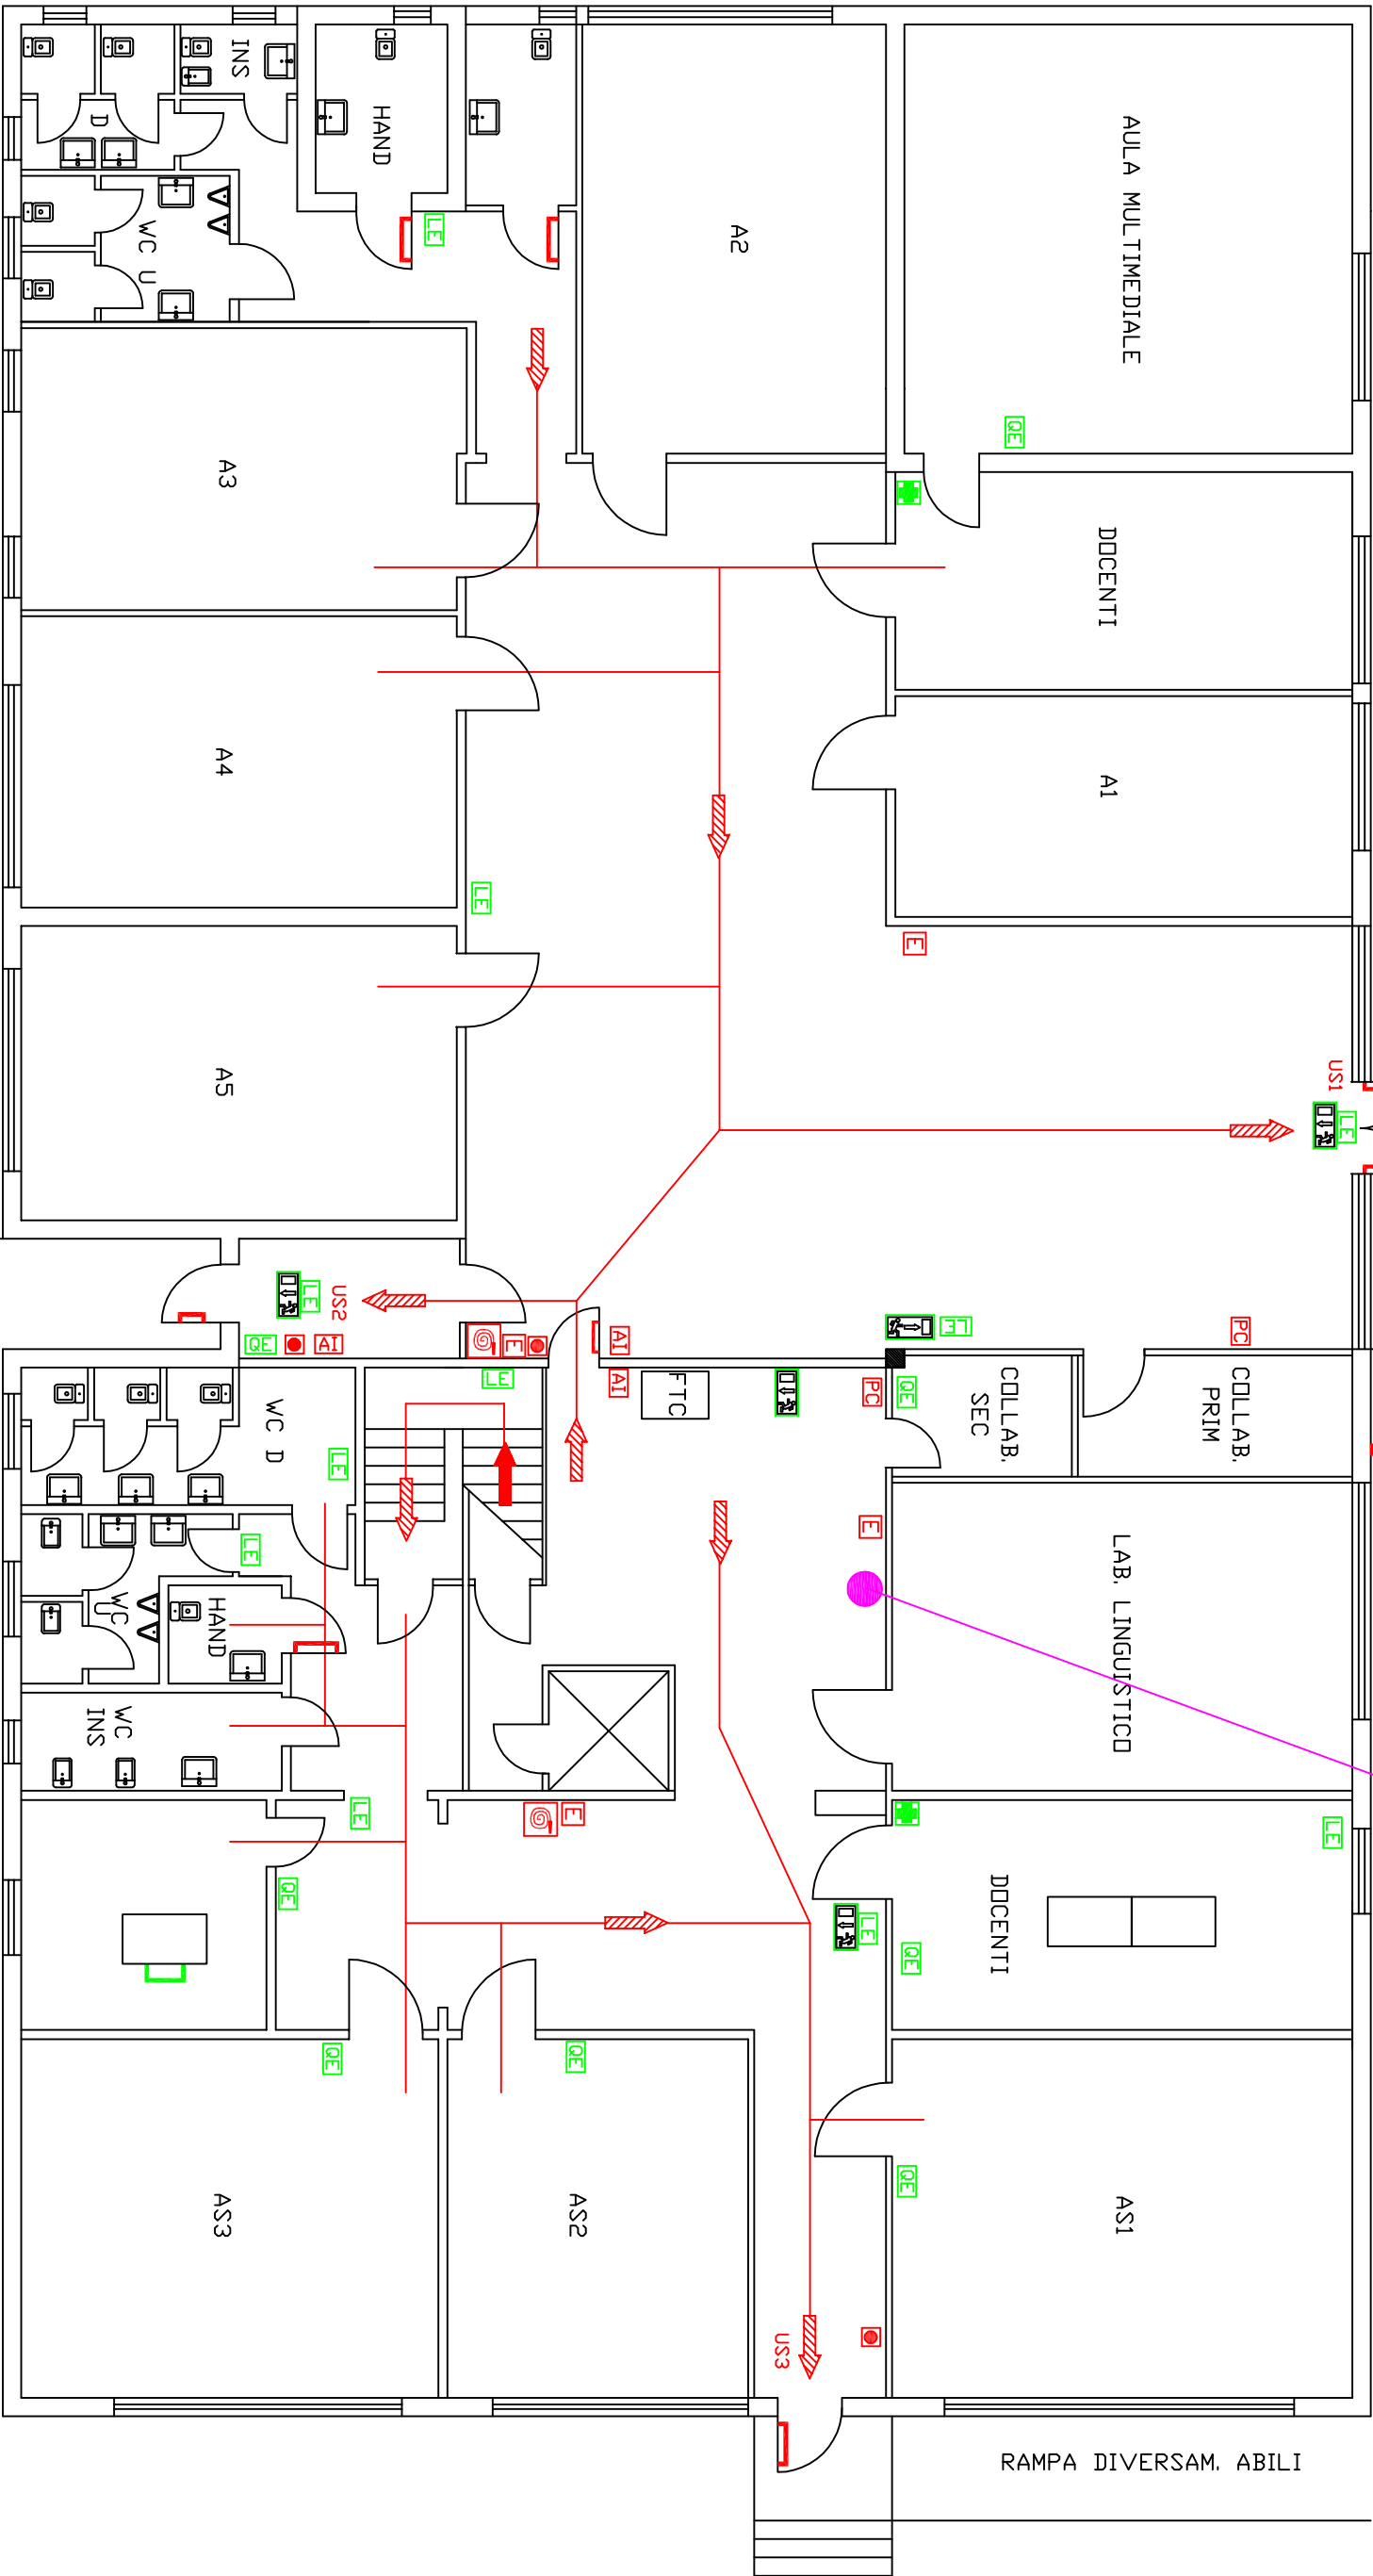 INS
HAND
D
WC U
LE
A2
AULA MULTIMEDIALE
QE
A3
DOCENTI
A4
A1
LE
E
A5
US1
LE
US2
LE
QE
AI
E
AI
AI
LE
FTC
PC
QE
LE
PC
COLLAB.
PRIM
COLLAB.
SEC
WC D
LE
LE
E
LAB. LINGUISTICO
WC
U
HAND
WC
INS
LE
E
LE
QE
DOCENTI
LE
QE
QE
QE
QE
AS3
AS2
AS1
US3
RAMPA DIVERSAM. ABILI